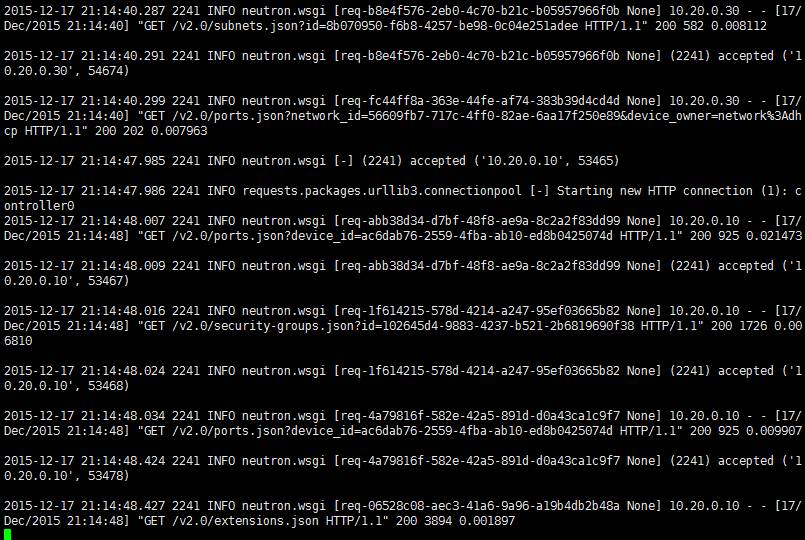 2015-12-17 21:14:40.287 2241 INFO neutron.wsgi [req-b8e4f576-2eb0-4c70-b21c-b05957966f0b None] 10.20.0.30 - - [17/
Dec/2015 21:14:40] "GET /v2.0/subnets.json?id=8b070950-f6b8-4257-be98-0c04e251adee HTTP/1.1" 200 582 0.008112
2015-12-17 21:14:40.291 2241 INFO neutron.wsgi [req-b8e4f576-2eb0-4c70-b21c-b05957966f0b None] (2241) accepted ('1
0.20.0.30', 54674)
2015-12-17 21:14:40.299 2241 INFO neutron.wsgi [req-fc44ff8a-363e-44fe-af74-383b39d4cd4d None] 10.20.0.30 - - [17/
Dec/2015 21:14:40] "GET /v2.0/ports.json?network_id=56609fb7-717c-4ff0-82ae-6aa17f250e89&device_owner=network%3Adh
cp HTTP/1.1" 200 202 0.007963
2015-12-17 21:14:47.985 2241 INFO neutron.wsgi [-] (2241) accepted ('10.20.0.10', 53465)
2015-12-17 21:14:47.986 2241 INFO requests.packages.urllib3.connectionpool [-] Starting new HTTP connection (1): c
ontroller0
2015-12-17 21:14:48.007 2241 INFO neutron.wsgi [req-abb38d34-d7bf-48f8-ae9a-8c2a2f83dd99 None] 10.20.0.10 - - [17/
Dec/2015 21:14:48] "GET /v2.0/ports.json?device_id=ac6dab76-2559-4fba-ab10-ed8b0425074d HTTP/1.1" 200 925 0.021473
2015-12-17 21:14:48.009 2241 INFO neutron.wsgi [req-abb38d34-d7bf-48f8-ae9a-8c2a2f83dd99 None] (2241) accepted ('1
0.20.0.10', 53467)
2015-12-17 21:14:48.016 2241 INFO neutron.wsgi [req-1f614215-578d-4214-a247-95ef03665b82 None] 10.20.0.10 - - [17/
Dec/2015 21:14:48] "GET /v2.0/security-groups.json?id=102645d4-9883-4237-b521-2b6819690f38 HTTP/1.1" 200 1726 0.00
6810
2015-12-17 21:14:48.024 2241 INFO neutron.wsgi [req-1f614215-578d-4214-a247-95ef03665b82 None] (2241) accepted ('1
0.20.0.10', 53468)
2015-12-17 21:14:48.034 2241 INFO neutron.wsgi [req-4a79816f-582e-42a5-891d-d0a43ca1c9f7 None] 10.20.0.10 - - [17/
Dec/2015 21:14:48] "GET /v2.0/ports.json?device_id=ac6dab76-2559-4fba-ab10-ed8b0425074d HTTP/1.1" 200 925 0.009907
2015-12-17 21:14:48.424 2241 INFO neutron.wsgi [req-4a79816f-582e-42a5-891d-d0a43ca1c9f7 None] (2241) accepted ('1
0.20.0.10', 53478)
2015-12-17 21:14:48.427 2241 INFO neutron.wsgi [req-06528c08-aec3-41a6-9a96-a19b4db2b48a None] 10.20.0.10 - - [17/
Dec/2015 21:14:48] "GET /v2.0/extensions.json HTTP/1.1" 200 3894 0.001897